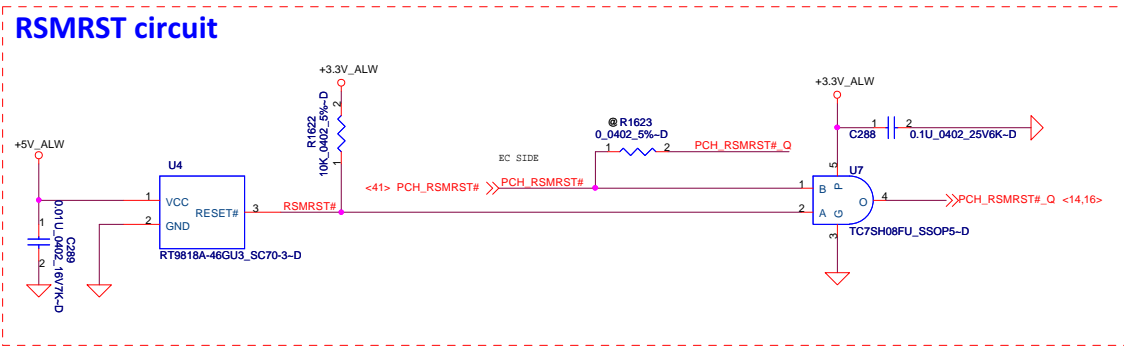 RSMRST circuit
+3.3V_ALW
+3.3V_ALW
2
R1622
10K_0402_5%~D
1
@ R1623
0_0402_5%~D
1
2
PCH_RSMRST#_Q
1
2
C288
0.1U_0402_25V6K~D
+5V_ALW
U4
EC SIDE
5
U7
<41> PCH_RSMRST#
PCH_RSMRST#
1
B
P
1
VCC
RESET#
3
RSMRST#
2
A
G
O
4
PCH_RSMRST#_Q <14,16>
2
GND
3
TC7SH08FU_SSOP5~D
RT9818A-46GU3_SC70-3~D
1
2
C289
0.01U_0402_16V7K~D